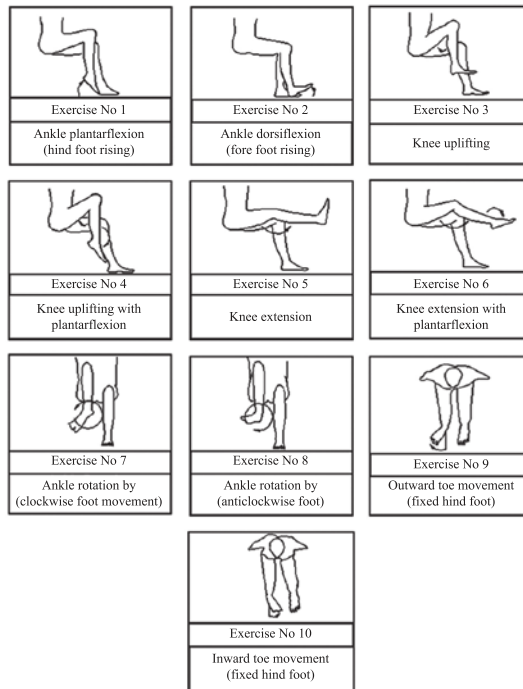 Exercise No 1
Ankle plantarflexion
(hind foot rising)
Exercise No 2
Ankle dorsiflexion
(fore foot rising)
Exercise No 3
Knee uplifting
Exercise No 4
Knee uplifting with
plantarflexion
Exercise No 5
Knee extension
Exercise No 6
Knee extension with
plantarflexion
Exercise No 7
Ankle rotation by
(clockwise foot movement)
Exercise No 8
Ankle rotation by
(anticlockwise foot)
Exercise No 9
Outward toe movement
(fixed hind foot)
Exercise No 10
Inward toe movement
(fixed hind foot)